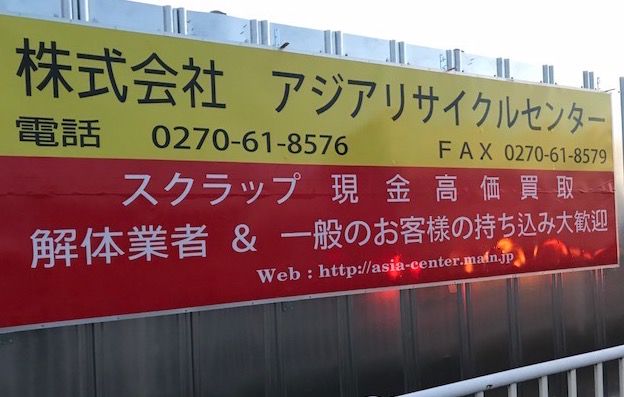 株式会社 アジアリサイクルセンター
電話 0270-61-8576 FAX 0270-61-8579
スクラップ 現金高価買取
解体業者 & 一般のお客様の持ち込み大歓迎
Web : http://asia-center.main.jp